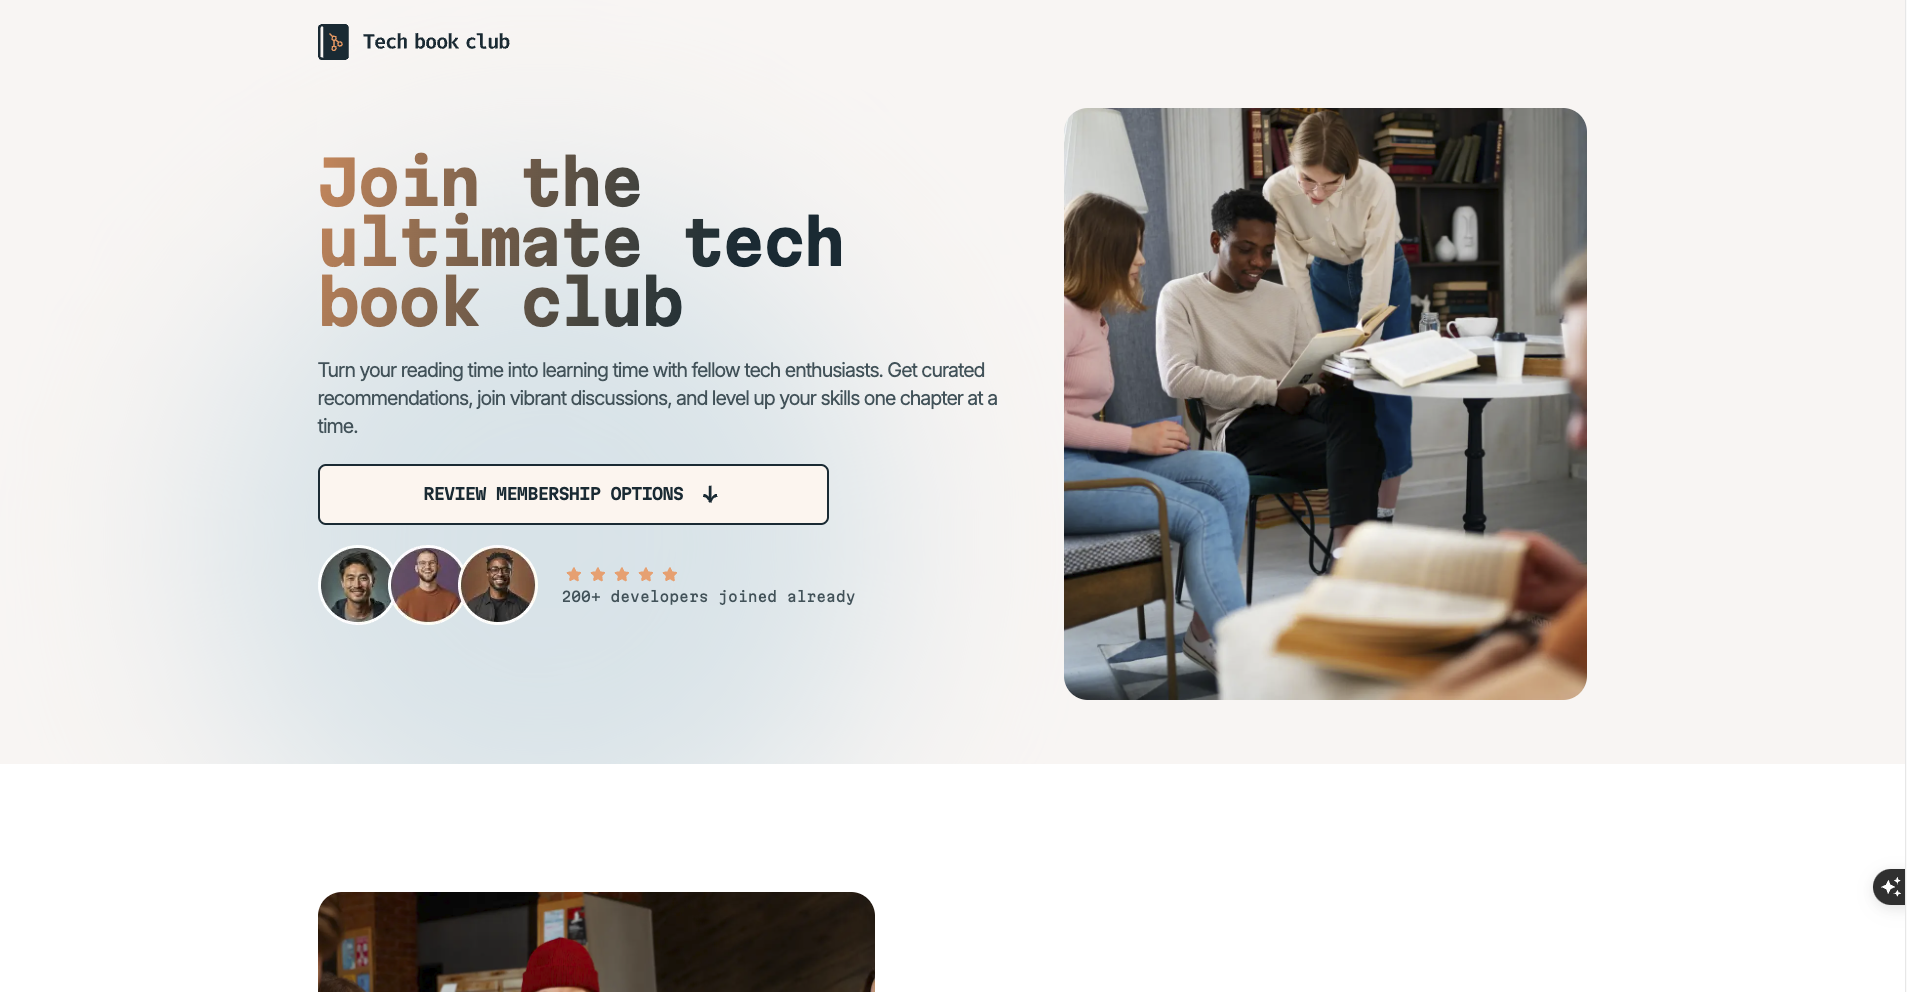 Tech book club
Join the
ultimate tech
book club
Turn your reading time into learning time with fellow tech enthusiasts. Get curated
recommendations, join vibrant discussions, and level up your skills one chapter at a
time.
REVIEW MEMBERSHIP OPTIONS
200+ developers joined already